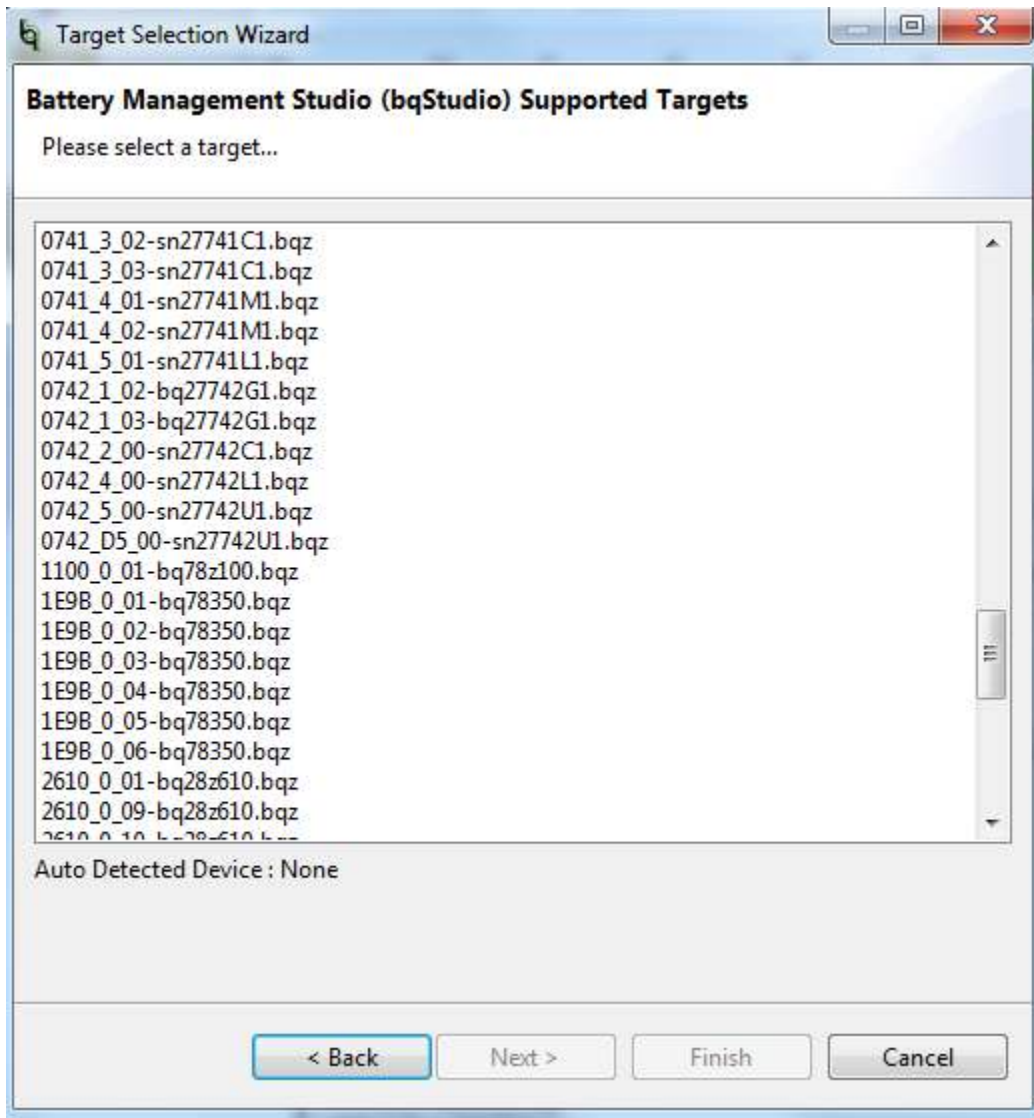 Target Selection Wizard
Battery Management Studio (bqStudio) Supported Targets
Please select a target...
0741_3_02-sn27741C1.bqz
0741_3_03-sn27741C1.bqz
0741_4_01-sn27741M1.bqz
0741_4_02-sn27741M1.bqz
0741_5_01-sn27741L1.bqz
0742_1_02-bq27742G1.bqz
0742_1_03-bq27742G1.bqz
0742_2_00-sn27742C1.bqz
0742_4_00-sn27742L1.bqz
0742_5_00-sn27742U1.bqz
0742_D5_00-sn27742U1.bqz
1100_0_01-bq78z100.bqz
1E9B_0_01-bq78350.bqz
1E9B_0_02-bq78350.bqz
1E9B_0_03-bq78350.bqz
1E9B_0_04-bq78350.bqz
1E9B_0_05-bq78350.bqz
1E9B_0_06-bq78350.bqz
2610_0_01-bq28z610.bqz
2610_0_09-bq28z610.bqz
2610_0_10-bq28z610.bqz
Auto Detected Device : None
< Back Next > Finish Cancel